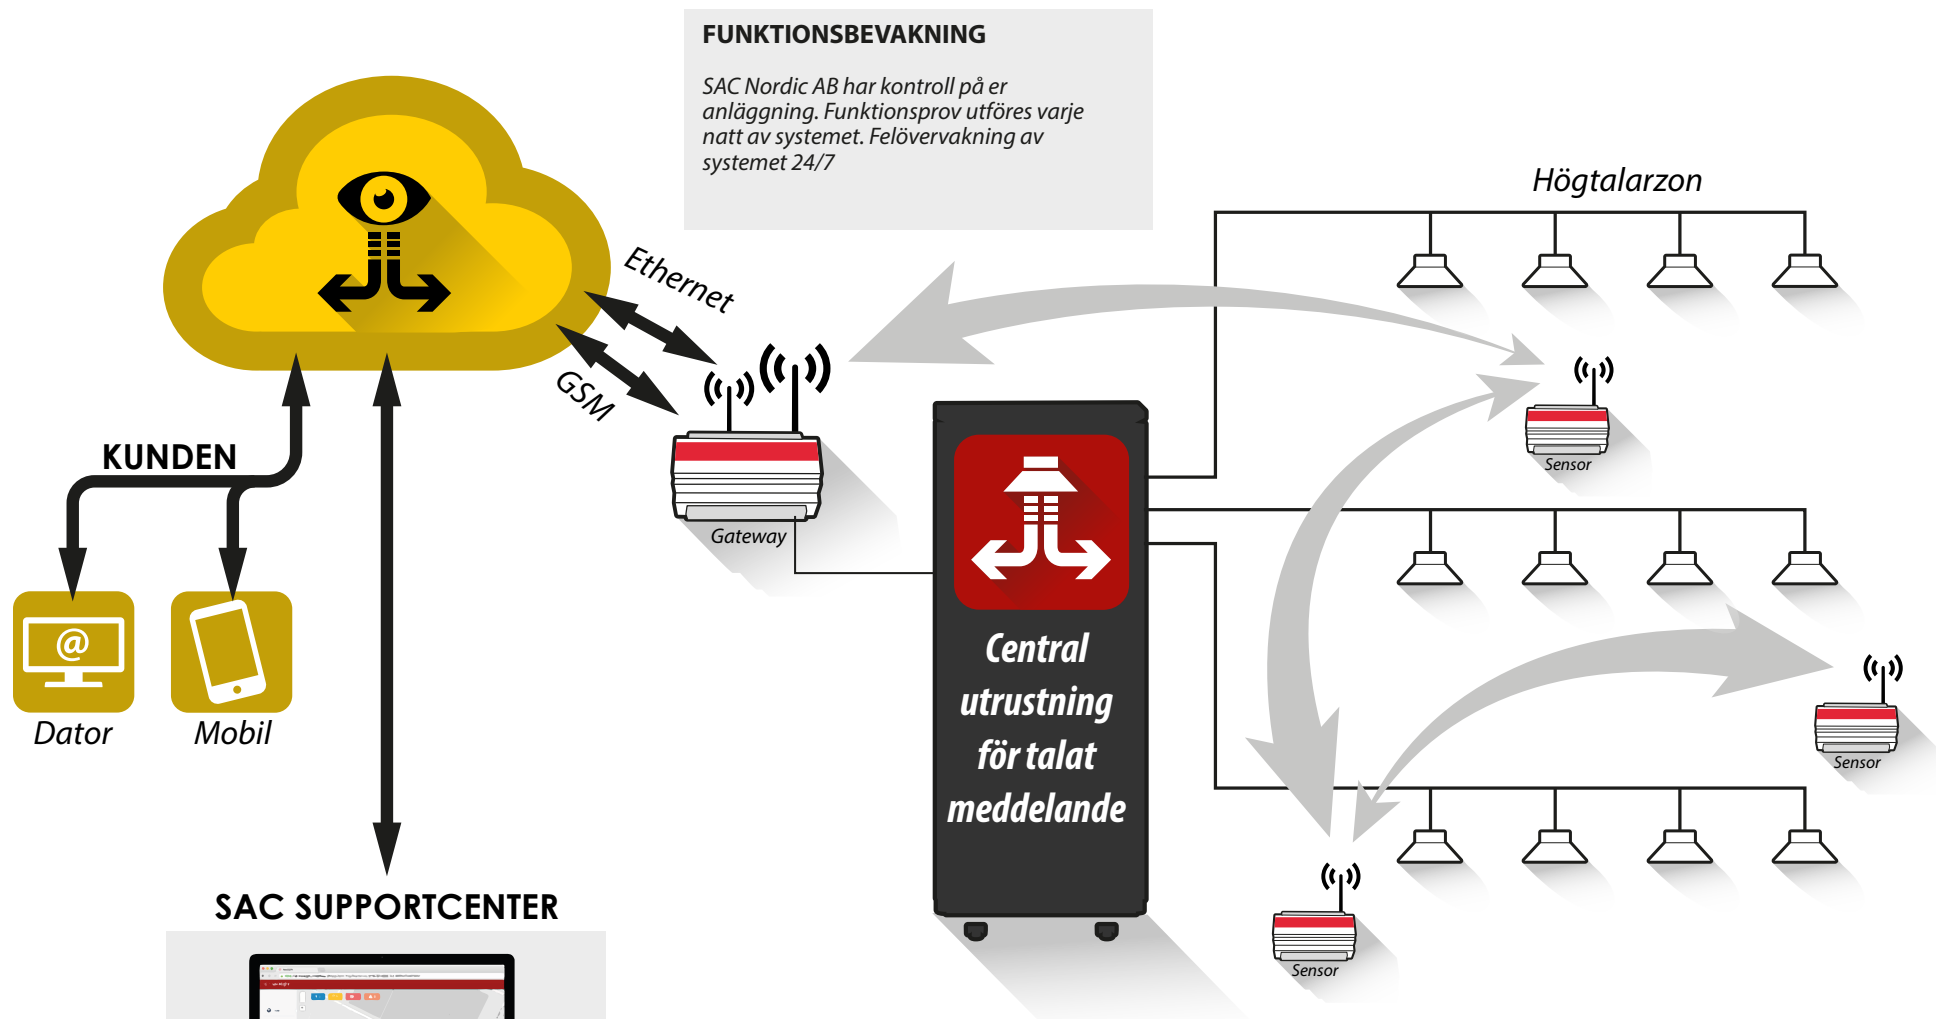 FUNKTIONSBEVAKNING
SAC Nordic AB har kontroll på er
anläggning. Funktionsprov utföres varje
natt av systemet. Felövervakning av
systemet 24/7
Högtalarzon
Ethernet
GSM
KUNDEN
Sensor
Gateway
@
Central
utrustning
för talat
meddelande
Dator
Mobil
Sensor
SAC SUPPORTCENTER
Sensor